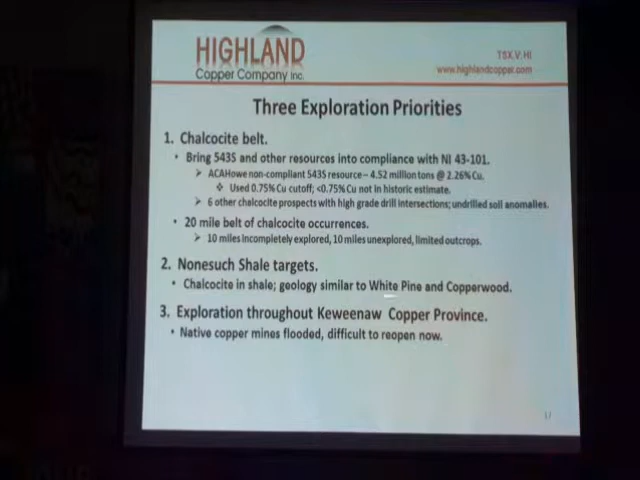 HIGHLAND
Copper Company Inc.
TSX.V: HI
www.highlandcopper.com
Three Exploration Priorities
1. Chalcocite belt.
• Bring 543S and other resources into compliance with NI 43-101.
➢ ACAHowe non-compliant 543S resource – 4.52 million tons @ 2.26% Cu.
❖ Used 0.75% Cu cutoff; <0.75% Cu not in historic estimate.
➢ 6 other chalcocite prospects with high grade drill intersections; undrilled soil anomalies.
• 20 mile belt of chalcocite occurrences.
➢ 10 miles incompletely explored, 10 miles unexplored, limited outcrops.
2. Nonesuch Shale targets.
• Chalcocite in shale; geology similar to White Pine and Copperwood.
3. Exploration throughout Keweenaw Copper Province.
• Native copper mines flooded, difficult to reopen now.